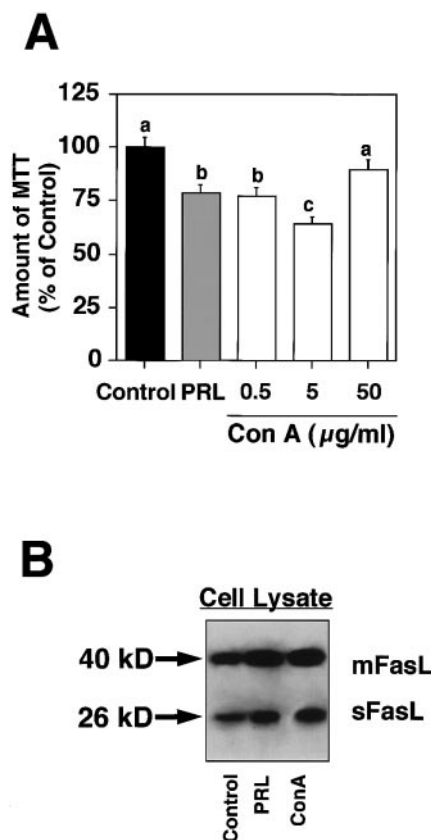 A
Amount of MTT
(% of Control)
125
100
75
50
25
0
a
b
b
c
a
Control PRL 0.5 5 50
Con A (µg/ml)
B
Cell Lysate
40 kD
mFasL
26 kD
sFasL
Control
PRL
ConA